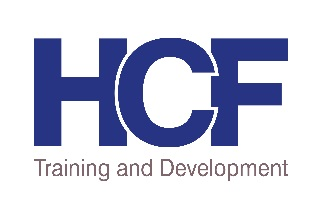 HCF
Training and Development